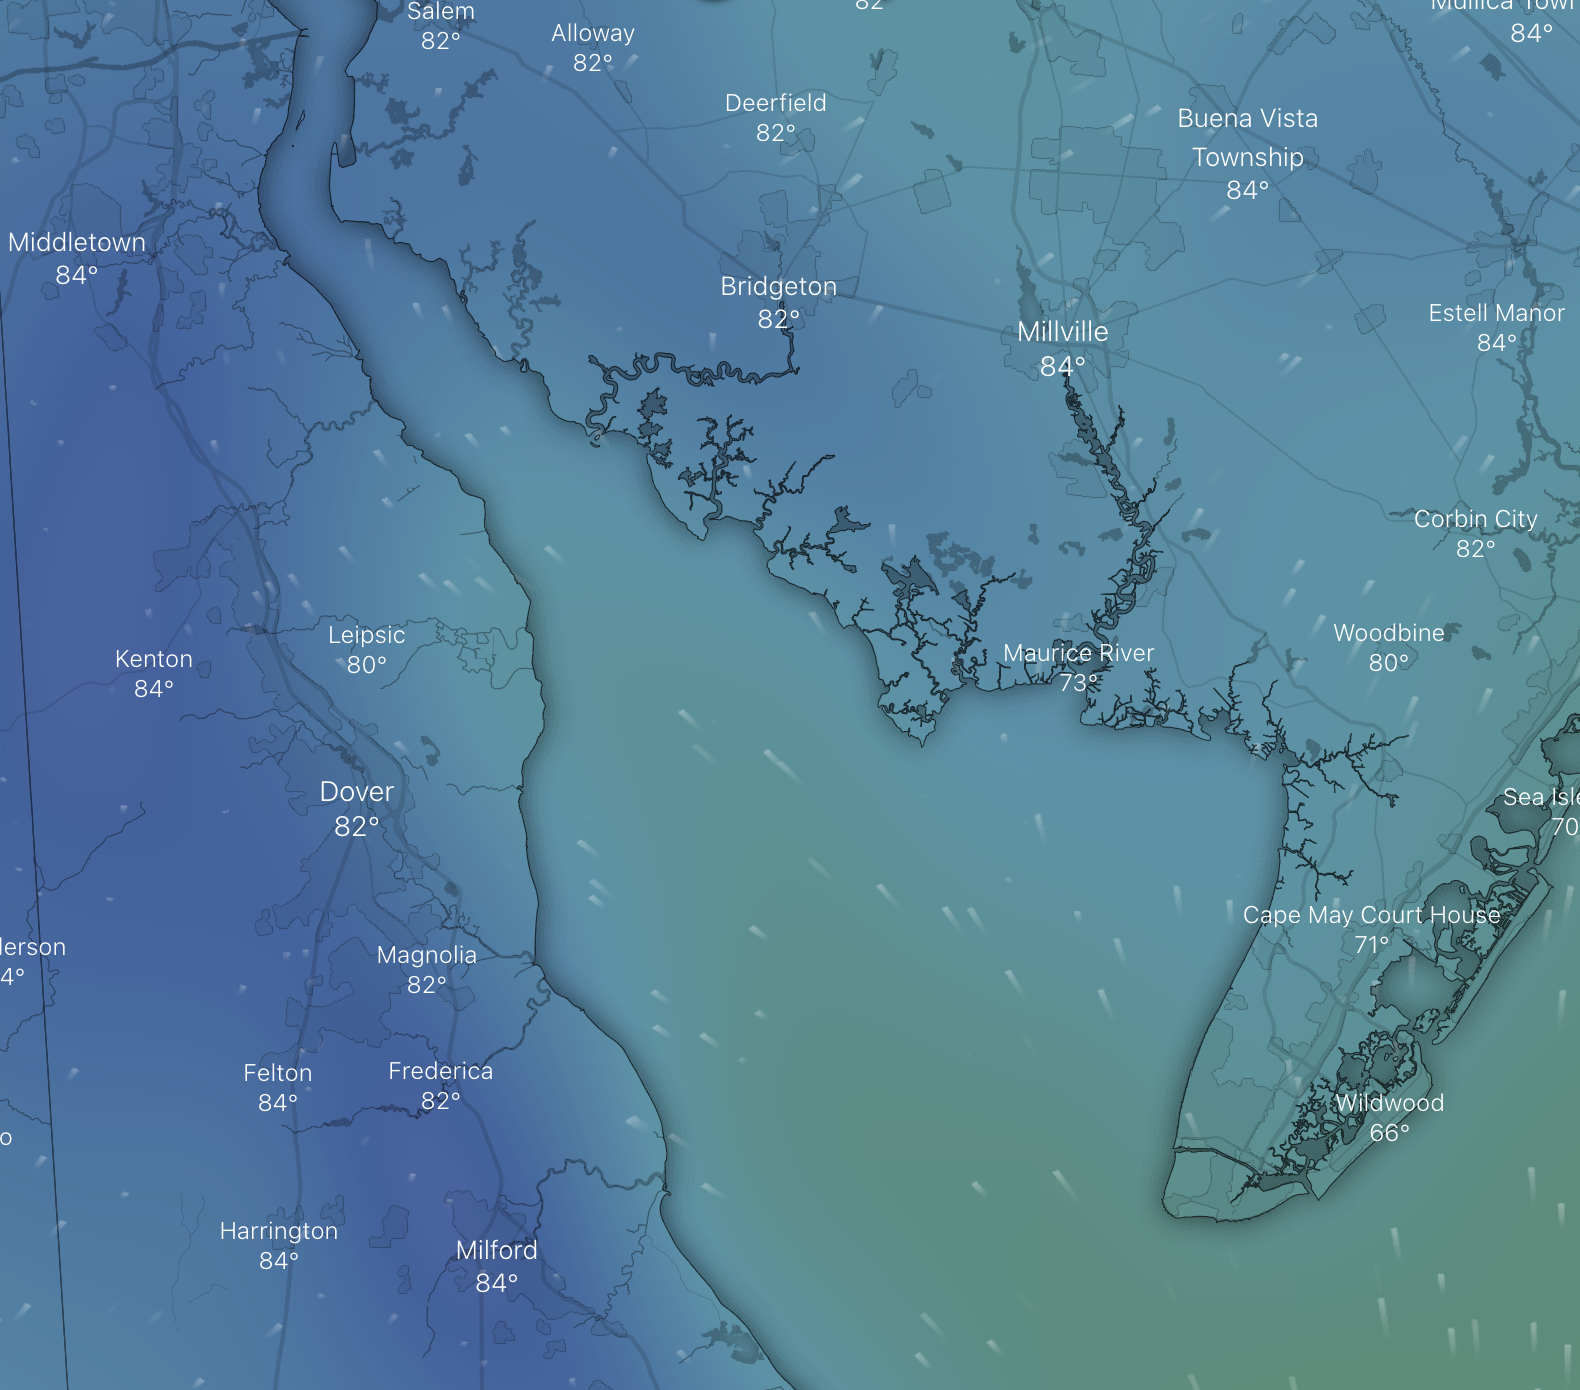 Salem
82°
Alloway
82°
82
84°
Deerfield
82°
Buena Vista
Township
84°
Middletown
84°
Bridgeton
82°
Millville
84°
Estell Manor
84°
Corbin City
82°
Leipsic
80°
Kenton
84°
Maurice River
73°
Woodbine
80°
Dover
82°
Sea Isle
70
Cape May Court House
71°
lerson
4°
Magnolia
82°
Felton
84°
Frederica
82°
Wildwood
66°
o
Harrington
84°
Milford
84°